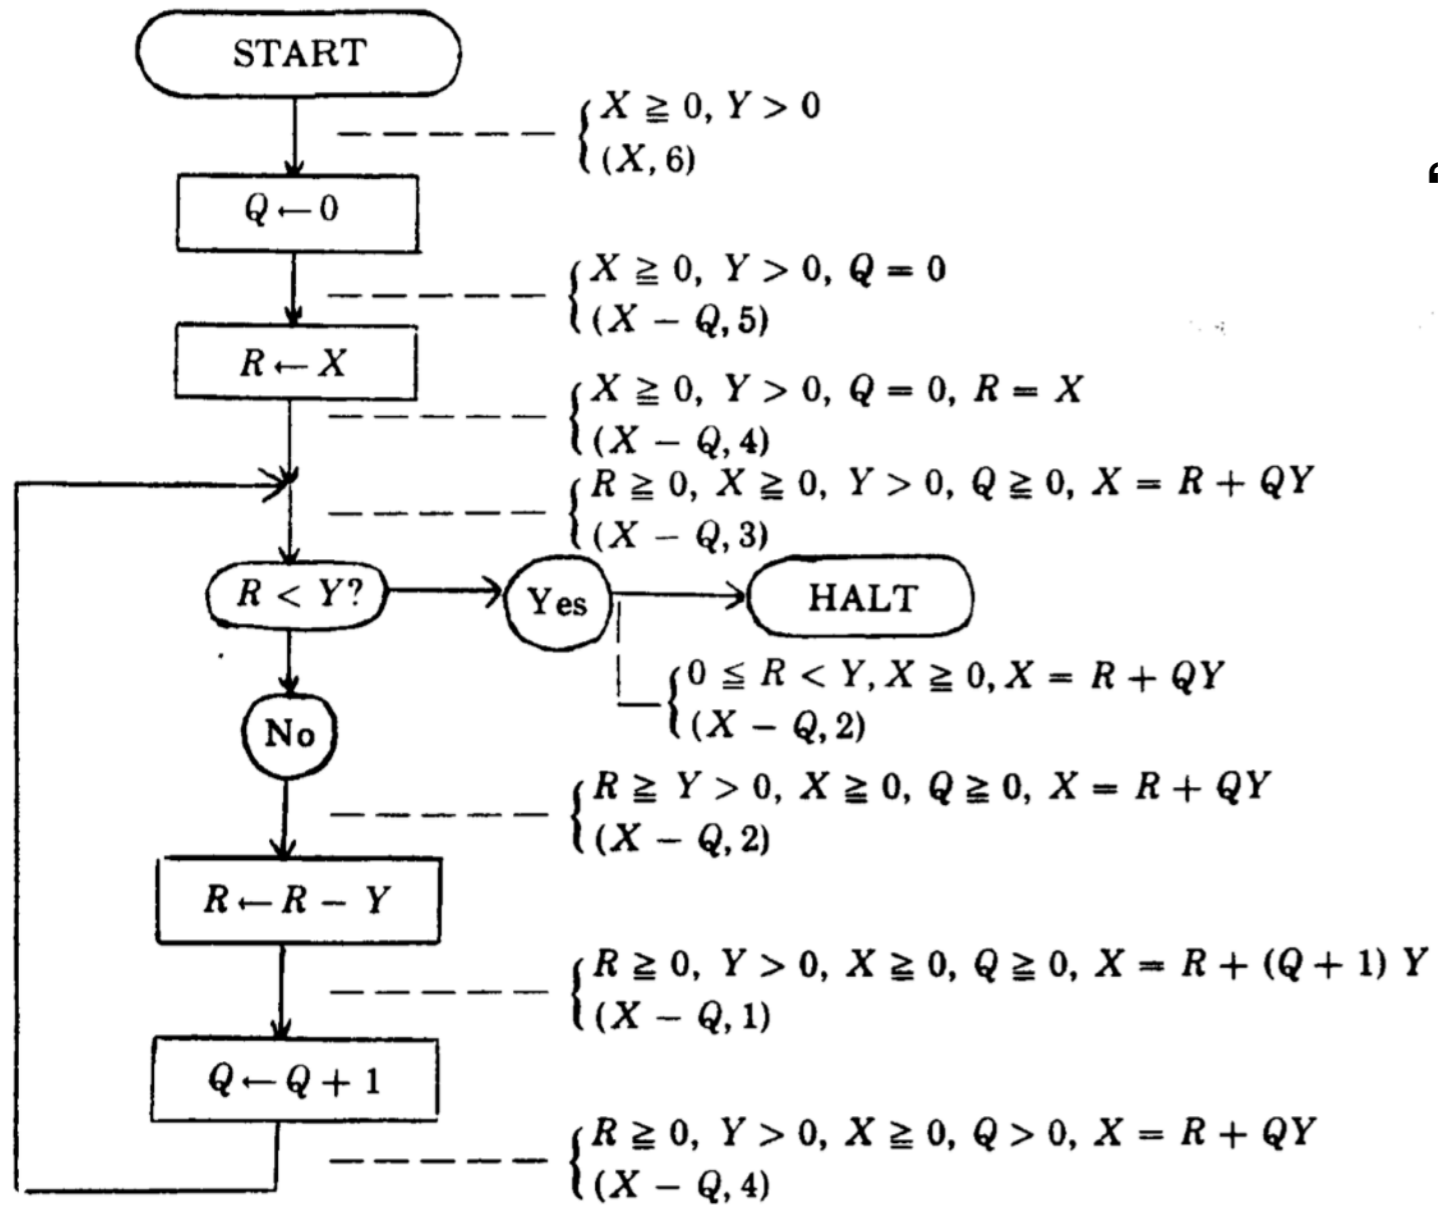 START
X ≧ 0, Y > 0
(X, 6)
Q ← 0
X ≧ 0, Y > 0, Q = 0
(X − Q, 5)
R ← X
X ≧ 0, Y > 0, Q = 0, R = X
(X − Q, 4)
R ≧ 0, X ≧ 0, Y > 0, Q ≧ 0, X = R + QY
(X − Q, 3)
R < Y?
Yes
HALT
0 ≦ R < Y, X ≧ 0, X = R + QY
(X − Q, 2)
No
R ≧ Y > 0, X ≧ 0, Q ≧ 0, X = R + QY
(X − Q, 2)
R ← R − Y
R ≧ 0, Y > 0, X ≧ 0, Q ≧ 0, X = R + (Q + 1) Y
(X − Q, 1)
Q ← Q + 1
R ≧ 0, Y > 0, X ≧ 0, Q > 0, X = R + QY
(X − Q, 4)